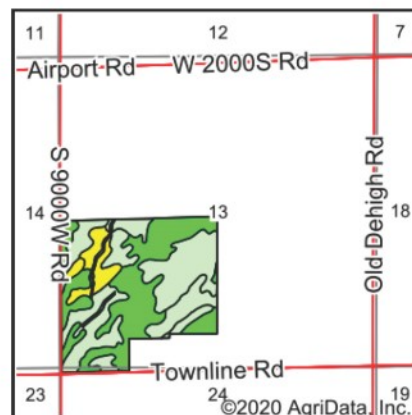 11 12 7
Airport Rd W 2000S Rd
S 9000W Rd
Old Dehigh Rd
14 13 18
Townline Rd
23 24 19
©2020 AgriData, Inc.